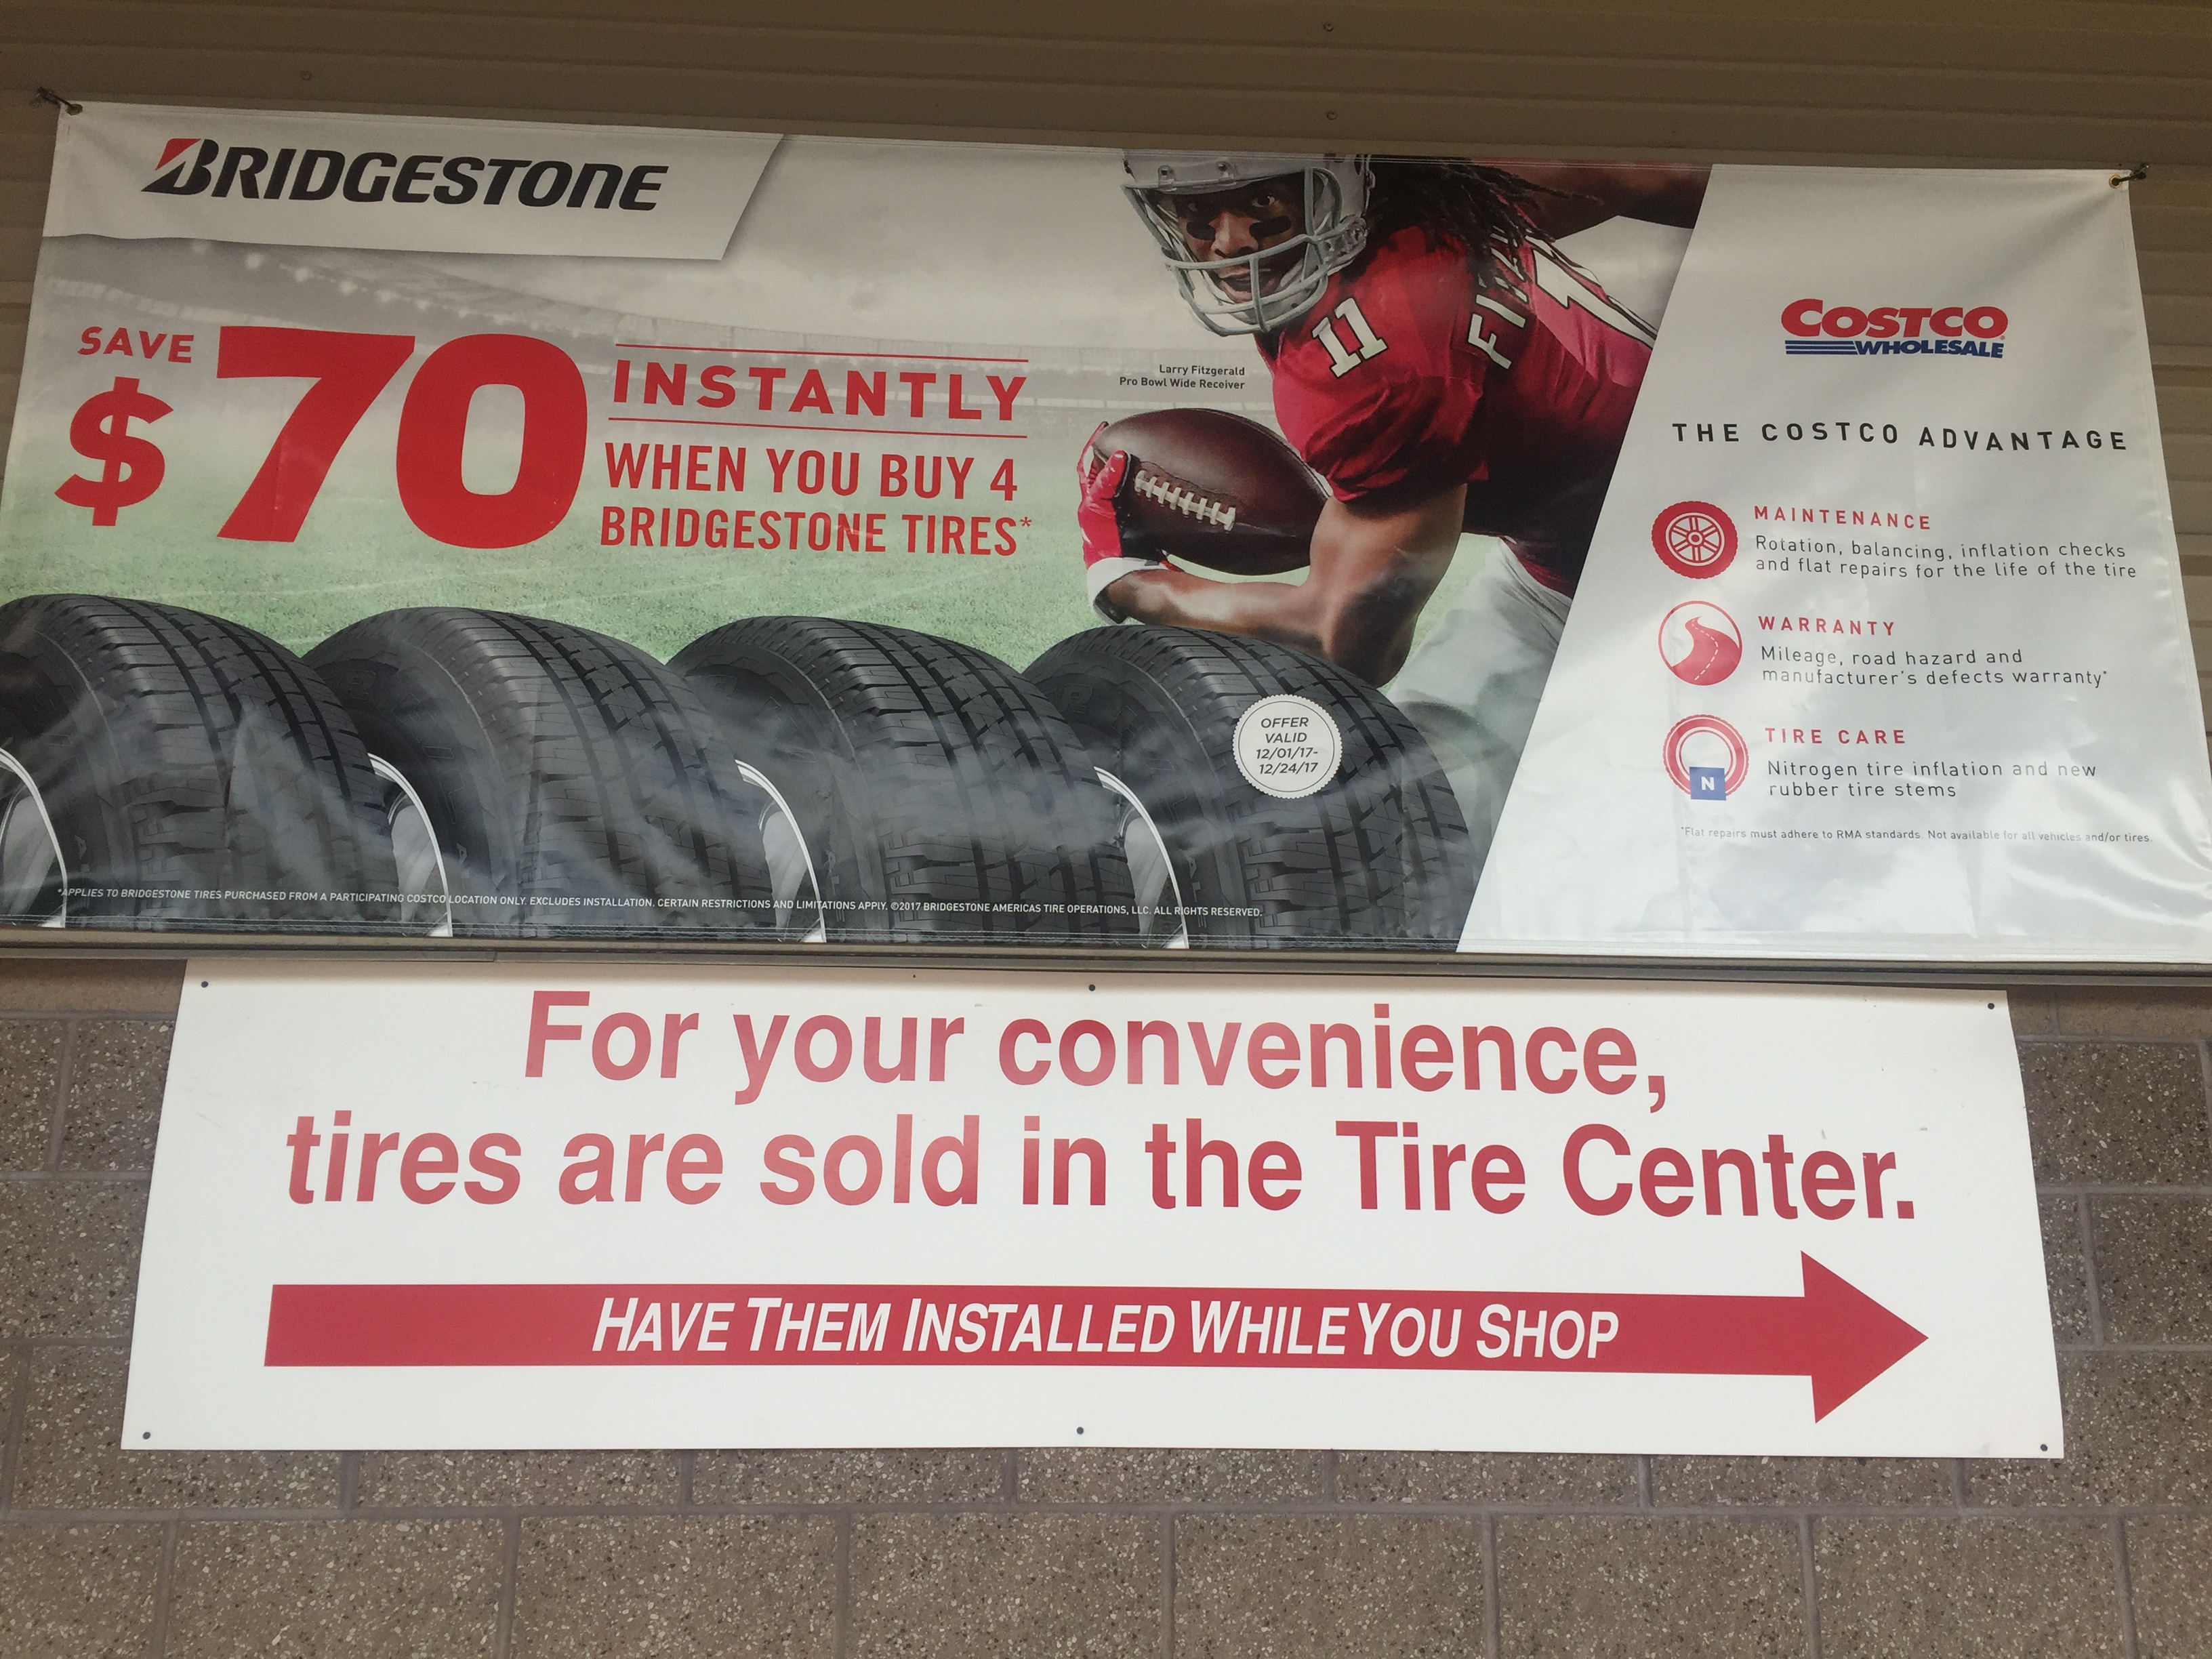 BRIDGESTONE
SAVE
$70
INSTANTLY
WHEN YOU BUY 4
BRIDGESTONE TIRES*
Larry Fitzgerald
Pro Bowl Wide Receiver
11
OFFER
VALID
12/01/17-
12/24/17
*APPLIES TO BRIDGESTONE TIRES PURCHASED FROM A PARTICIPATING COSTCO LOCATION ONLY. EXCLUDES INSTALLATION. CERTAIN RESTRICTIONS AND LIMITATIONS APPLY. ©2017 BRIDGESTONE AMERICAS TIRE OPERATIONS, LLC. ALL RIGHTS RESERVED.
COSTCO
WHOLESALE
THE COSTCO ADVANTAGE
MAINTENANCE
Rotation, balancing, inflation checks
and flat repairs for the life of the tire
WARRANTY
Mileage, road hazard and
manufacturer's defects warranty*
TIRE CARE
N
Nitrogen tire inflation and new
rubber tire stems
*Flat repairs must adhere to RMA standards. Not available for all vehicles and/or tires.
For your convenience,
tires are sold in the Tire Center.
HAVE THEM INSTALLED WHILE YOU SHOP